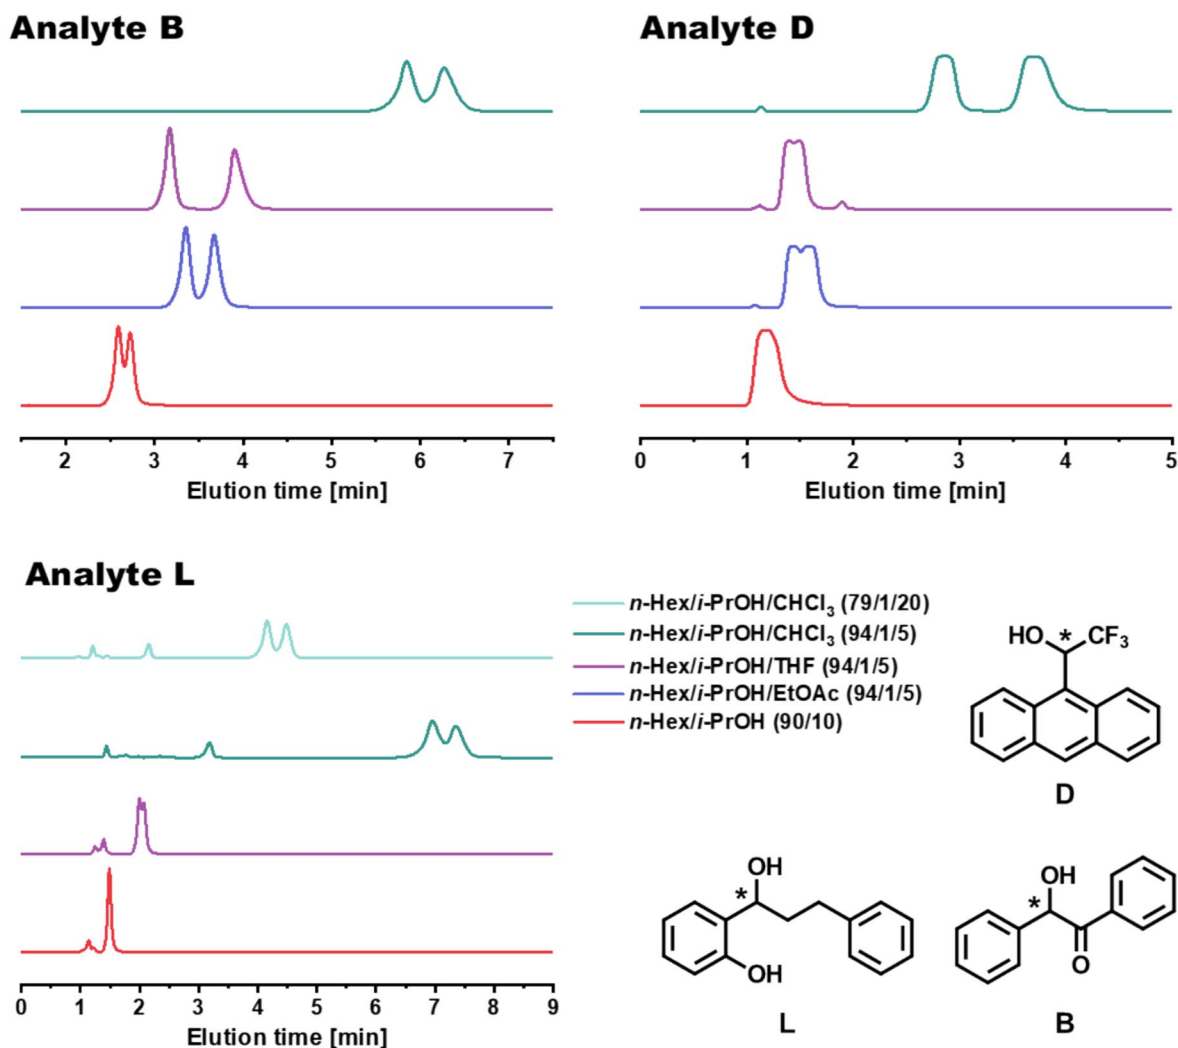 Analyte B
2 3 4 5 6 7
Elution time [min]
Analyte D
0 1 2 3 4 5
Elution time [min]
Analyte L
0 1 2 3 4 5 6 7 8 9
Elution time [min]
n-Hex/i-PrOH/CHCl₃ (79/1/20)
n-Hex/i-PrOH/CHCl₃ (94/1/5)
n-Hex/i-PrOH/THF (94/1/5)
n-Hex/i-PrOH/EtOAc (94/1/5)
n-Hex/i-PrOH (90/10)
HO * CF₃
D
OH
*
OH
L
OH
*
O
B